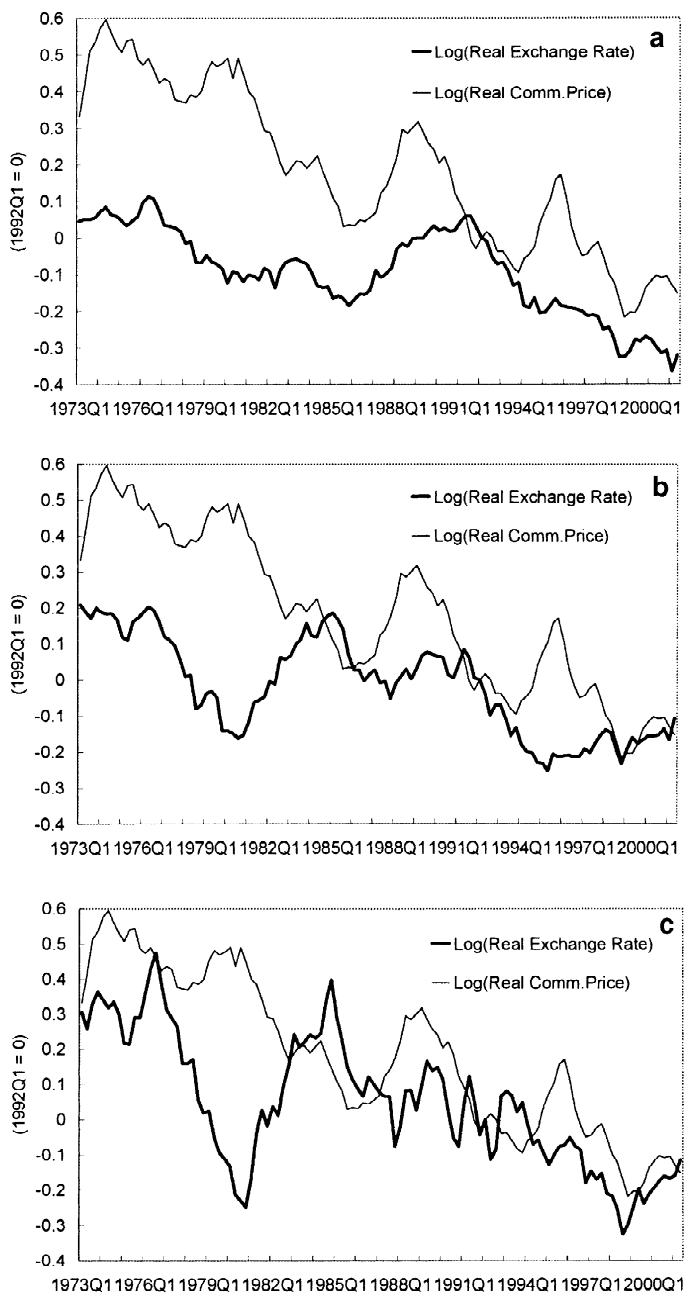 a
0.6
Log(Real Exchange Rate)
0.5
Log(Real Comm.Price)
0.4
0.3
0.2
0.1
0
-0.1
-0.2
-0.3
-0.4
(1992Q1 = 0)
1973Q1 1976Q1 1979Q1 1982Q1 1985Q1 1988Q1 1991Q1 1994Q1 1997Q1 2000Q1
b
0.6
Log(Real Exchange Rate)
0.5
Log(Real Comm.Price)
0.4
0.3
0.2
0.1
0
-0.1
-0.2
-0.3
-0.4
(1992Q1 = 0)
1973Q1 1976Q1 1979Q1 1982Q1 1985Q1 1988Q1 1991Q1 1994Q1 1997Q1 2000Q1
c
0.6
Log(Real Exchange Rate)
0.5
Log(Real Comm.Price)
0.4
0.3
0.2
0.1
0
-0.1
-0.2
-0.3
-0.4
(1992Q1 = 0)
1973Q1 1976Q1 1979Q1 1982Q1 1985Q1 1988Q1 1991Q1 1994Q1 1997Q1 2000Q1